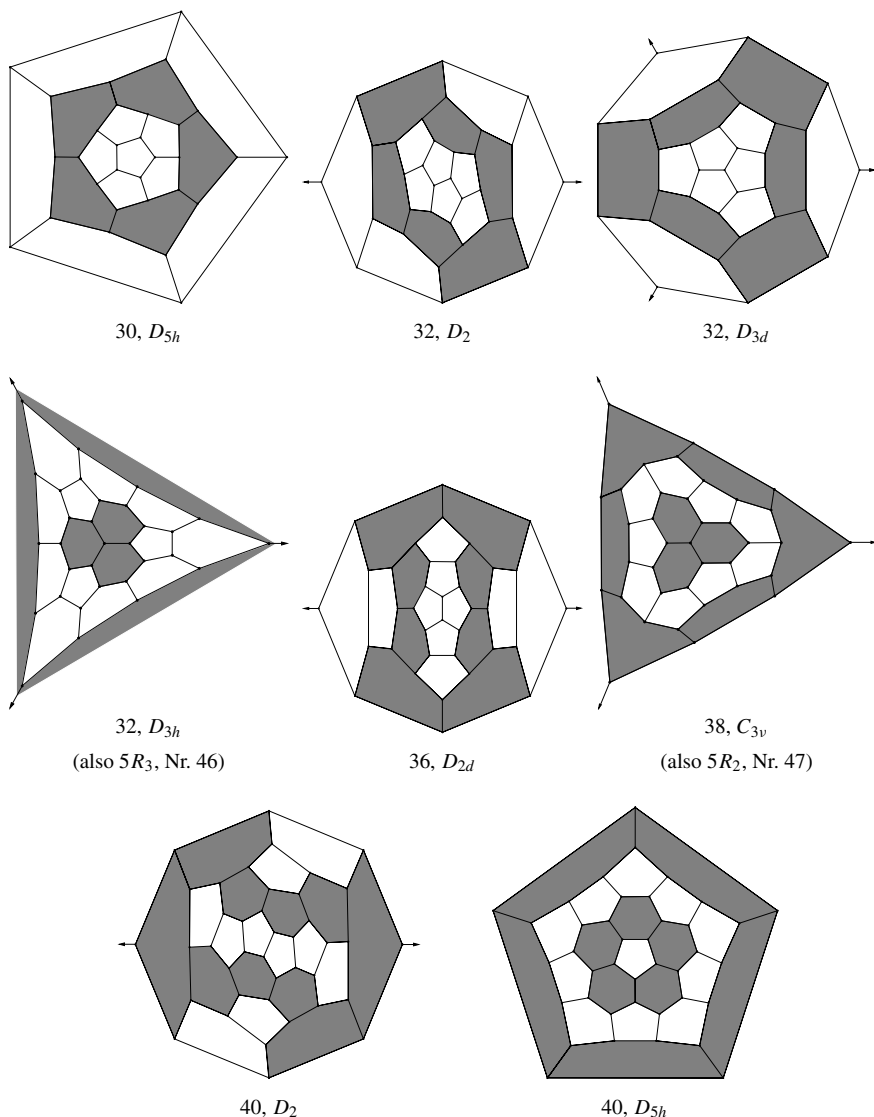 30, D5h
32, D2
32, D3d
32, D3h
(also 5R3, Nr. 46)
36, D2d
38, C3v
(also 5R2, Nr. 47)
40, D2
40, D5h